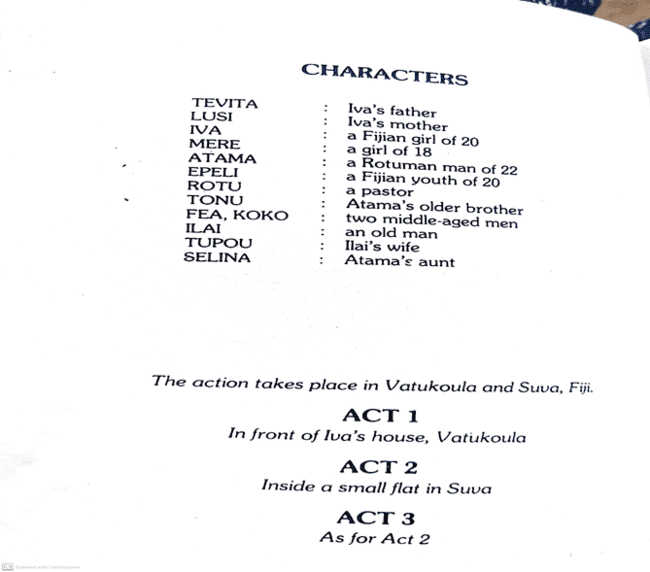 CHARACTERS
TEVITA : Iva's father
LUSI : Iva's mother
IVA : a Fijian girl of 20
MERE : a girl of 18
ATAMA : a Rotuman man of 22
EPELI : a Fijian youth of 20
ROTU : a pastor
TONU : Atama's older brother
FEA, KOKO : two middle-aged men
ILAI : an old man
TUPOU : Ilai's wife
SELINA : Atama's aunt
The action takes place in Vatukoula and Suva, Fiji.
ACT 1
In front of Iva's house, Vatukoula
ACT 2
Inside a small flat in Suva
ACT 3
As for Act 2
CS Scanned with CamScanner